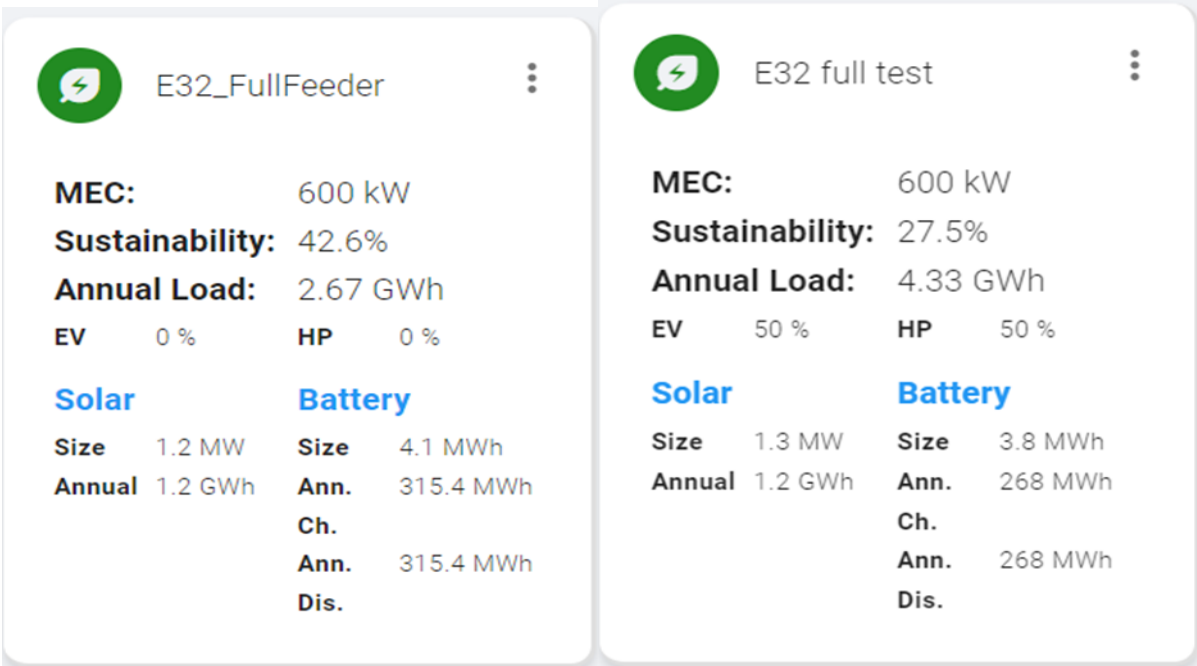 E32_FullFeeder
MEC: 600 kW
Sustainability: 42.6%
Annual Load: 2.67 GWh
EV 0 % HP 0 %
Solar Battery
Size 1.2 MW Size 4.1 MWh
Annual 1.2 GWh Ann. 315.4 MWh
Ch.
Ann. 315.4 MWh
Dis.
E32 full test
MEC: 600 kW
Sustainability: 27.5%
Annual Load: 4.33 GWh
EV 50 % HP 50 %
Solar Battery
Size 1.3 MW Size 3.8 MWh
Annual 1.2 GWh Ann. 268 MWh
Ch.
Ann. 268 MWh
Dis.